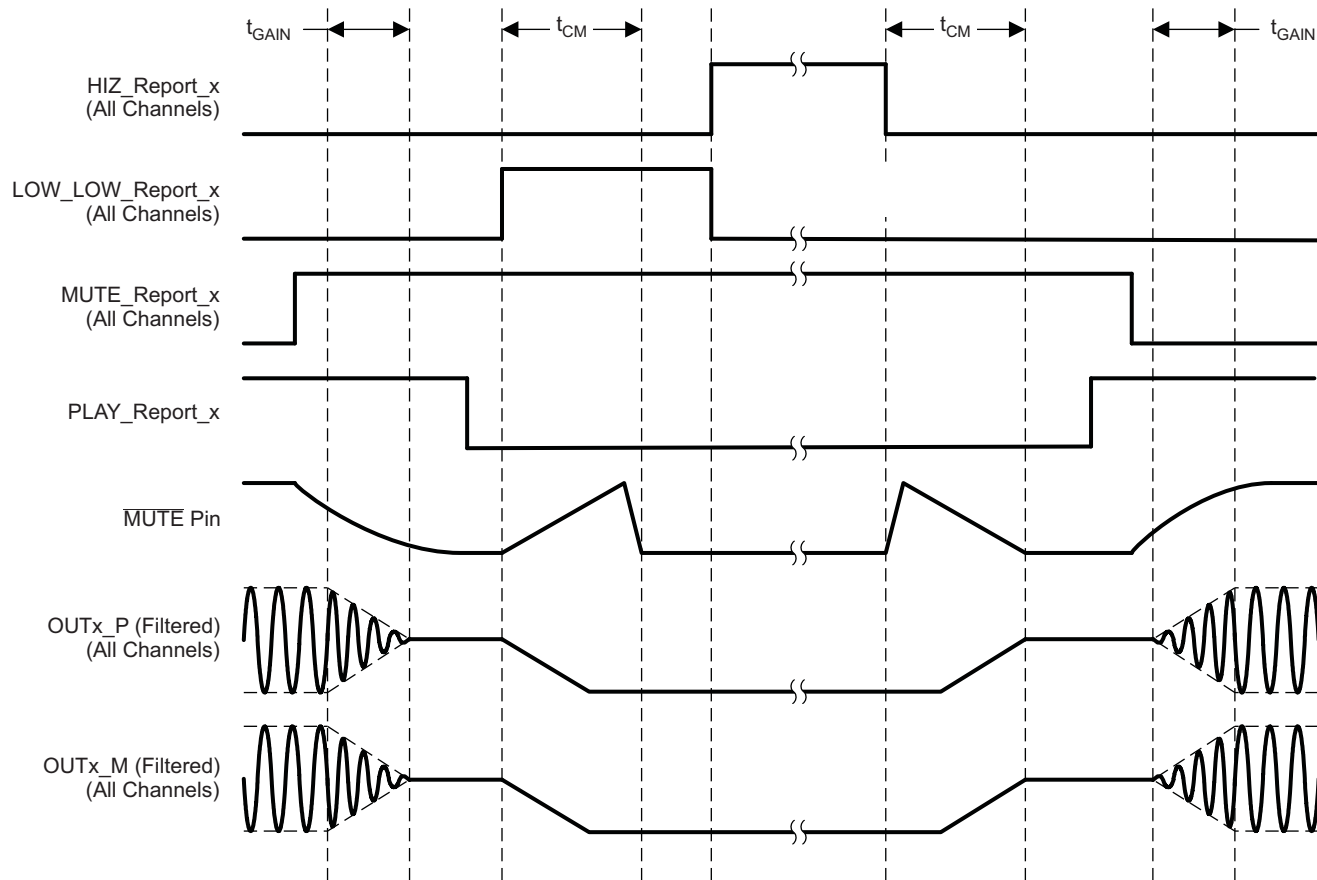 tGAIN
tCM
tCM
tGAIN
HIZ_Report_x
(All Channels)
LOW_LOW_Report_x
(All Channels)
MUTE_Report_x
(All Channels)
PLAY_Report_x
MUTE Pin
OUTx_P (Filtered)
(All Channels)
OUTx_M (Filtered)
(All Channels)